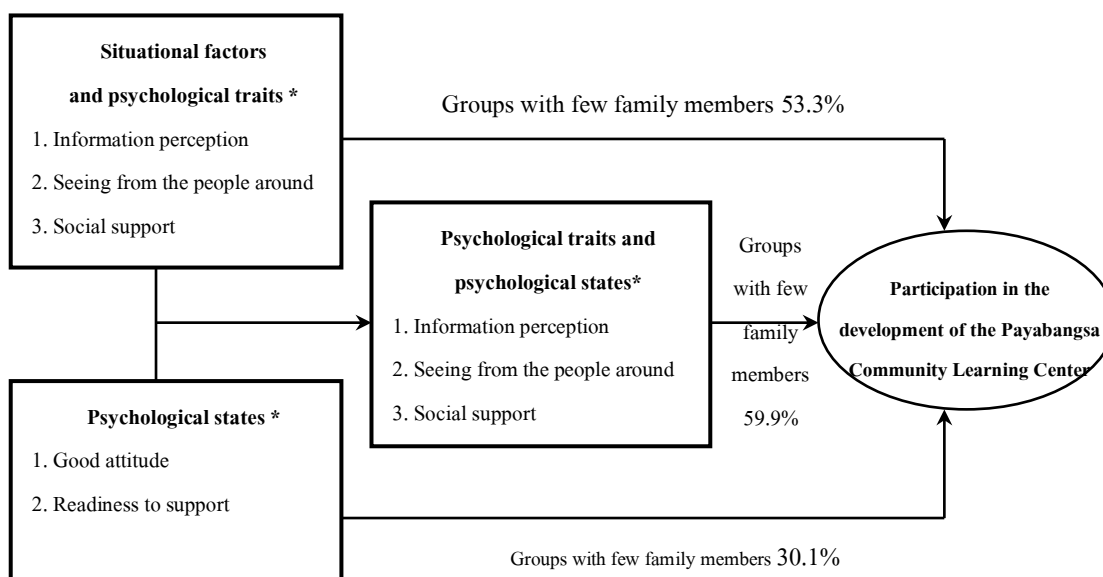 Situational factors
and psychological traits *
1. Information perception
2. Seeing from the people around
3. Social support
Groups with few family members 53.3%
Psychological traits and
psychological states*
1. Information perception
2. Seeing from the people around
3. Social support
Groups
with few
family
members
59.9%
Participation in the
development of the Payabangsa
Community Learning Center
Psychological states *
1. Good attitude
2. Readiness to support
Groups with few family members 30.1%